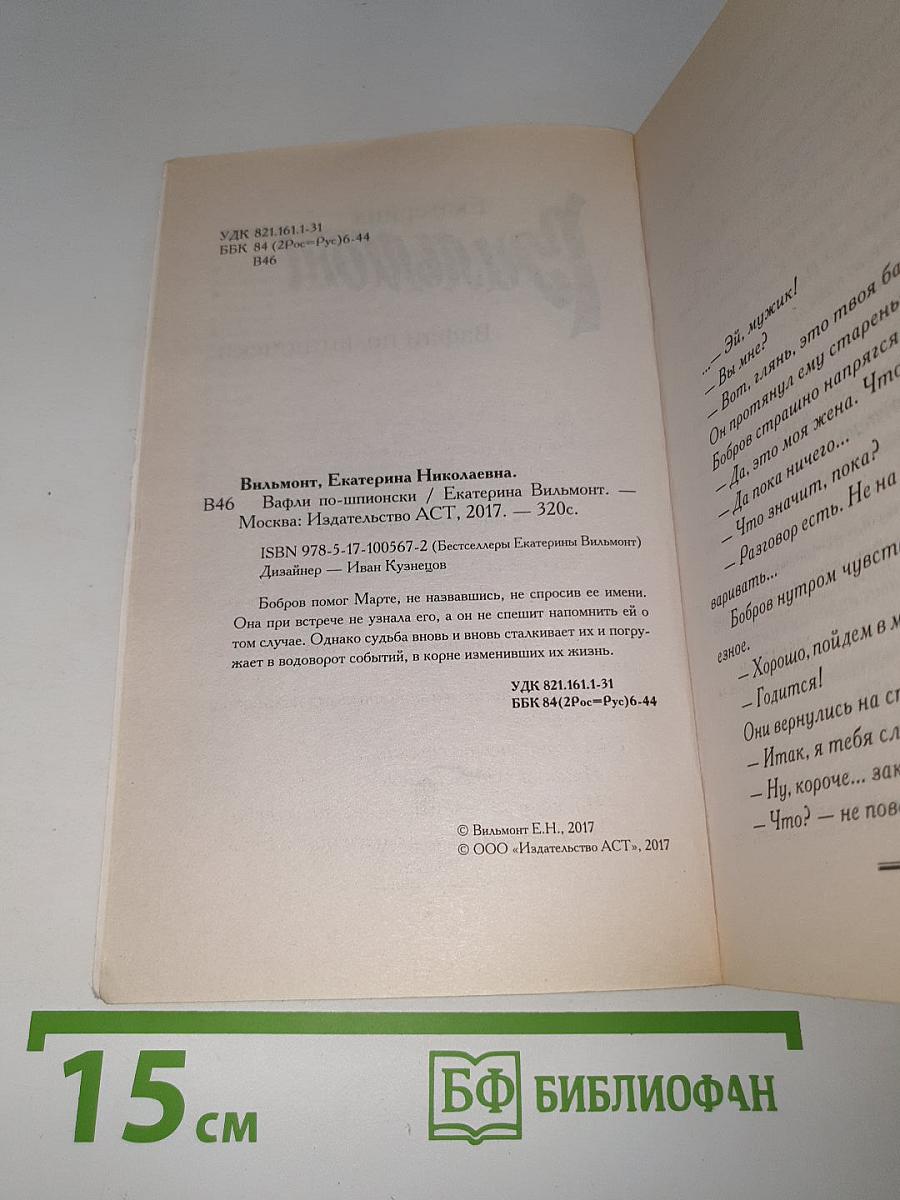 УДК 821.161.1-31
ББК 84 (2Рос=Рус)6-44
В46
Вильмонт, Екатерина Николаевна.
В46 Вафли по-шпионски / Екатерина Вильмонт. —
Москва: Издательство АСТ, 2017. — 320с.
ISBN 978-5-17-100567-2 (Бестселлеры Екатерины Вильмонт)
Дизайнер — Иван Кузнецов
Бобров помог Марте, не назвавшись, не спросив ее имени.
Она при встрече не узнала его, а он не спешит напомнить ей о
том случае. Однако судьба вновь и вновь сталкивает их и погру-
жает в водоворот событий, в корне изменивших их жизнь.
УДК 821.161.1-31
ББК 84(2Рос=Рус)6-44
© Вильмонт Е.Н., 2017
© ООО «Издательство АСТ», 2017
...— Эй, мужик!
— Вы мне?
— Вот, глянь, это твоя
Он протянул ему
Бобров страшно напрягся
— Да, это моя жена. Что
— Да пока ничего...
— Что значит, пока?
— Разговор есть. Не на
варивать...
Бобров нутром
езное.
— Хорошо, пойдем в
— Годится!
Они вернулись на
— Итак, я тебя
— Ну, короче...
— Что? — не
15 см
БФ БИБЛИОФАН